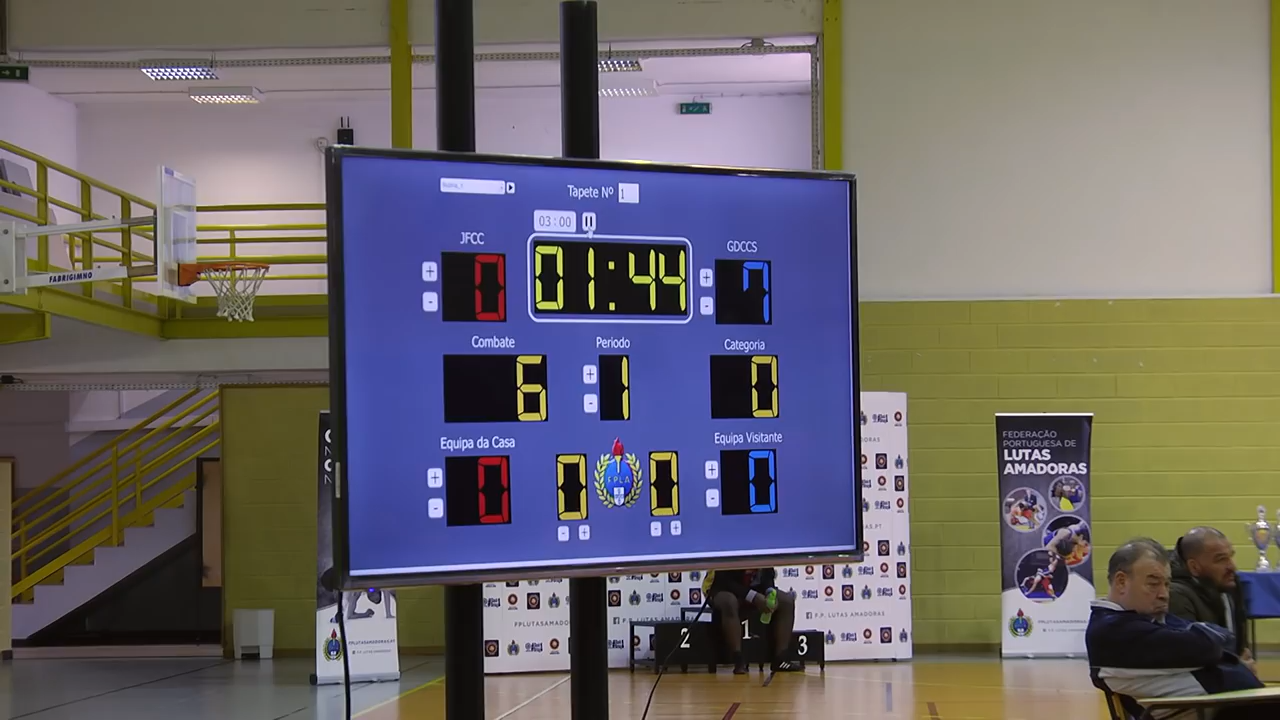 Tapete Nº 1
03:00
JFCC
01:44
GDCCS
0
7
Combate
Periodo
Categoria
6
1
0
Equipa da Casa
Equipa Visitante
0
0
FPLA
0
0
FABRIGIMNO
FEDERAÇÃO
PORTUGUESA DE
LUTAS
AMADORAS
F.P. LUTAS AMADORAS
2
1
3